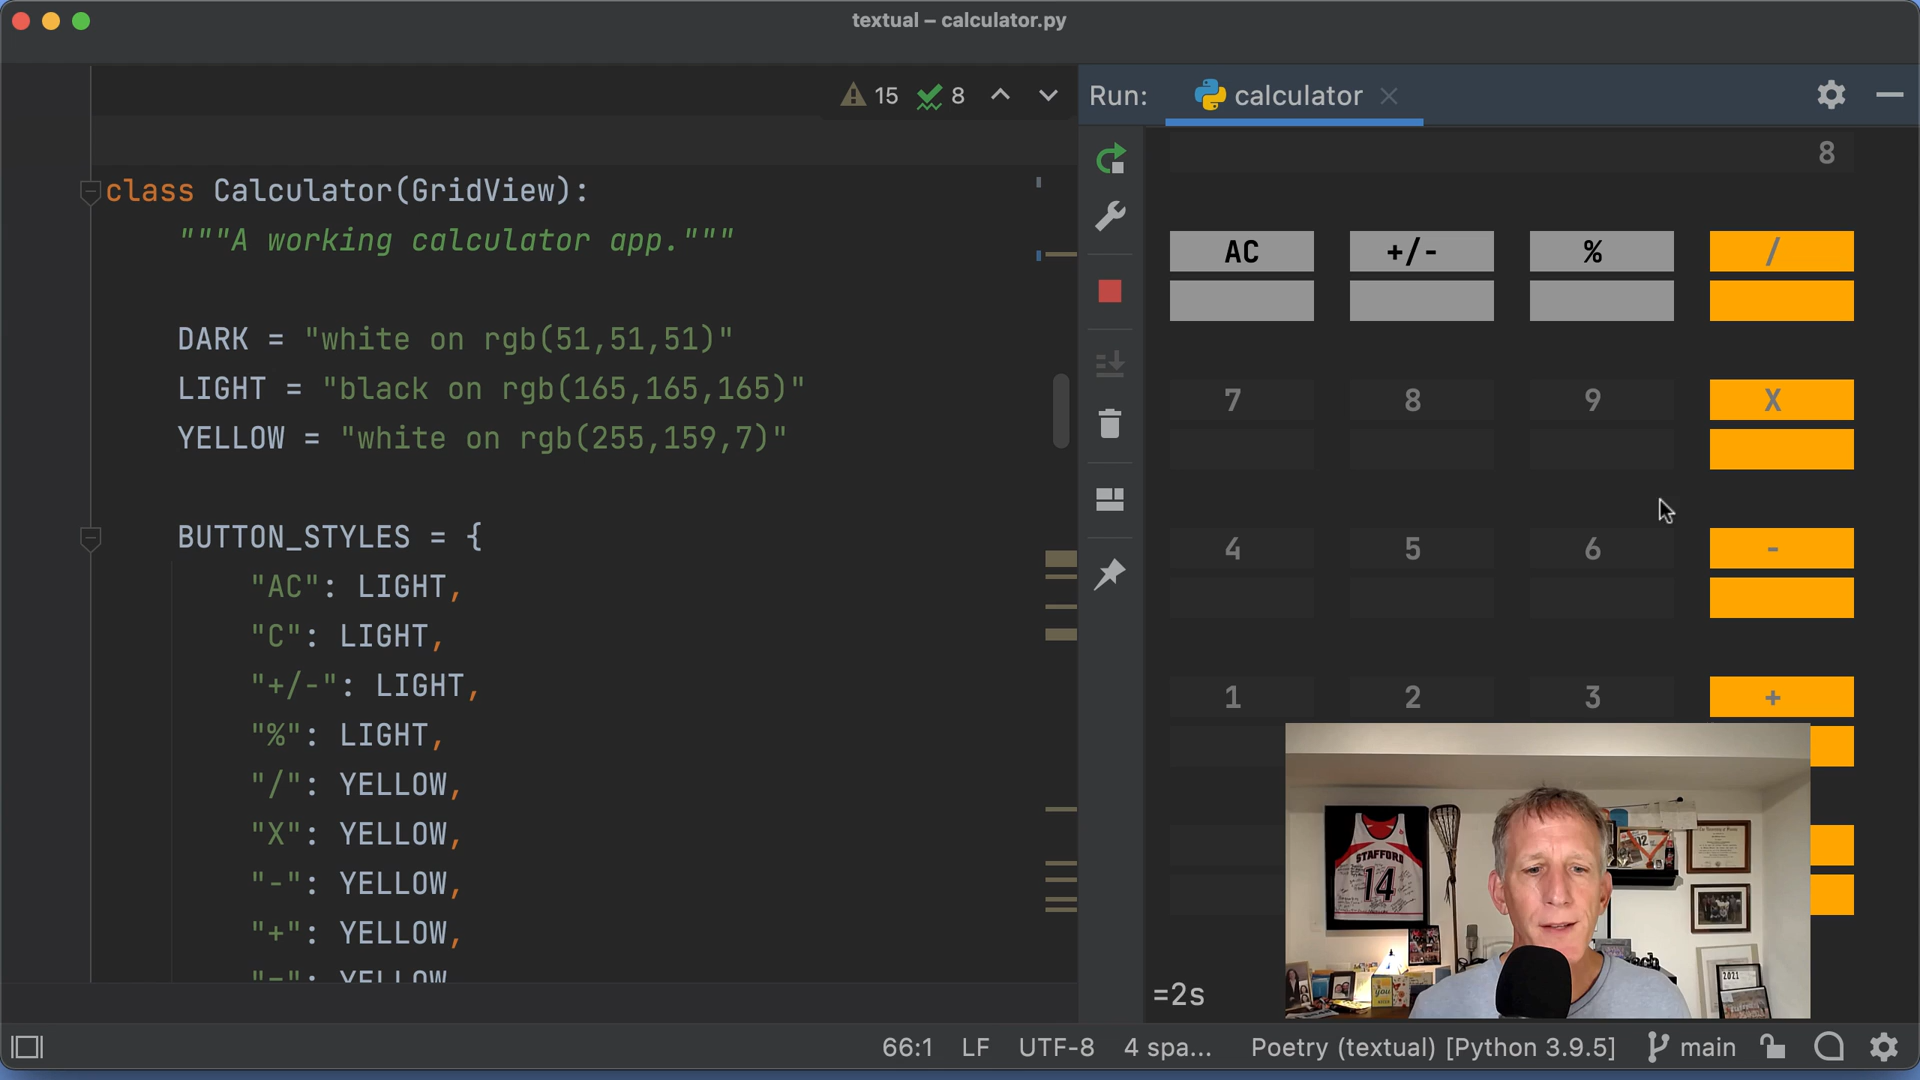 textual – calculator.py
15 8
class Calculator(GridView):
"""A working calculator app."""
DARK = "white on rgb(51,51,51)"
LIGHT = "black on rgb(165,165,165)"
YELLOW = "white on rgb(255,159,7)"
BUTTON_STYLES = {
"AC": LIGHT,
"C": LIGHT,
"+/-": LIGHT,
"%": LIGHT,
"/": YELLOW,
"X": YELLOW,
"-": YELLOW,
"+": YELLOW,
"=": YELLOW
Run: calculator
8
AC +/- % /
7 8 9 X
4 5 6 -
1 2 3 +
=2s
STAFFORD
14
2021
66:1 LF UTF-8 4 spa... Poetry (textual) [Python 3.9.5] main